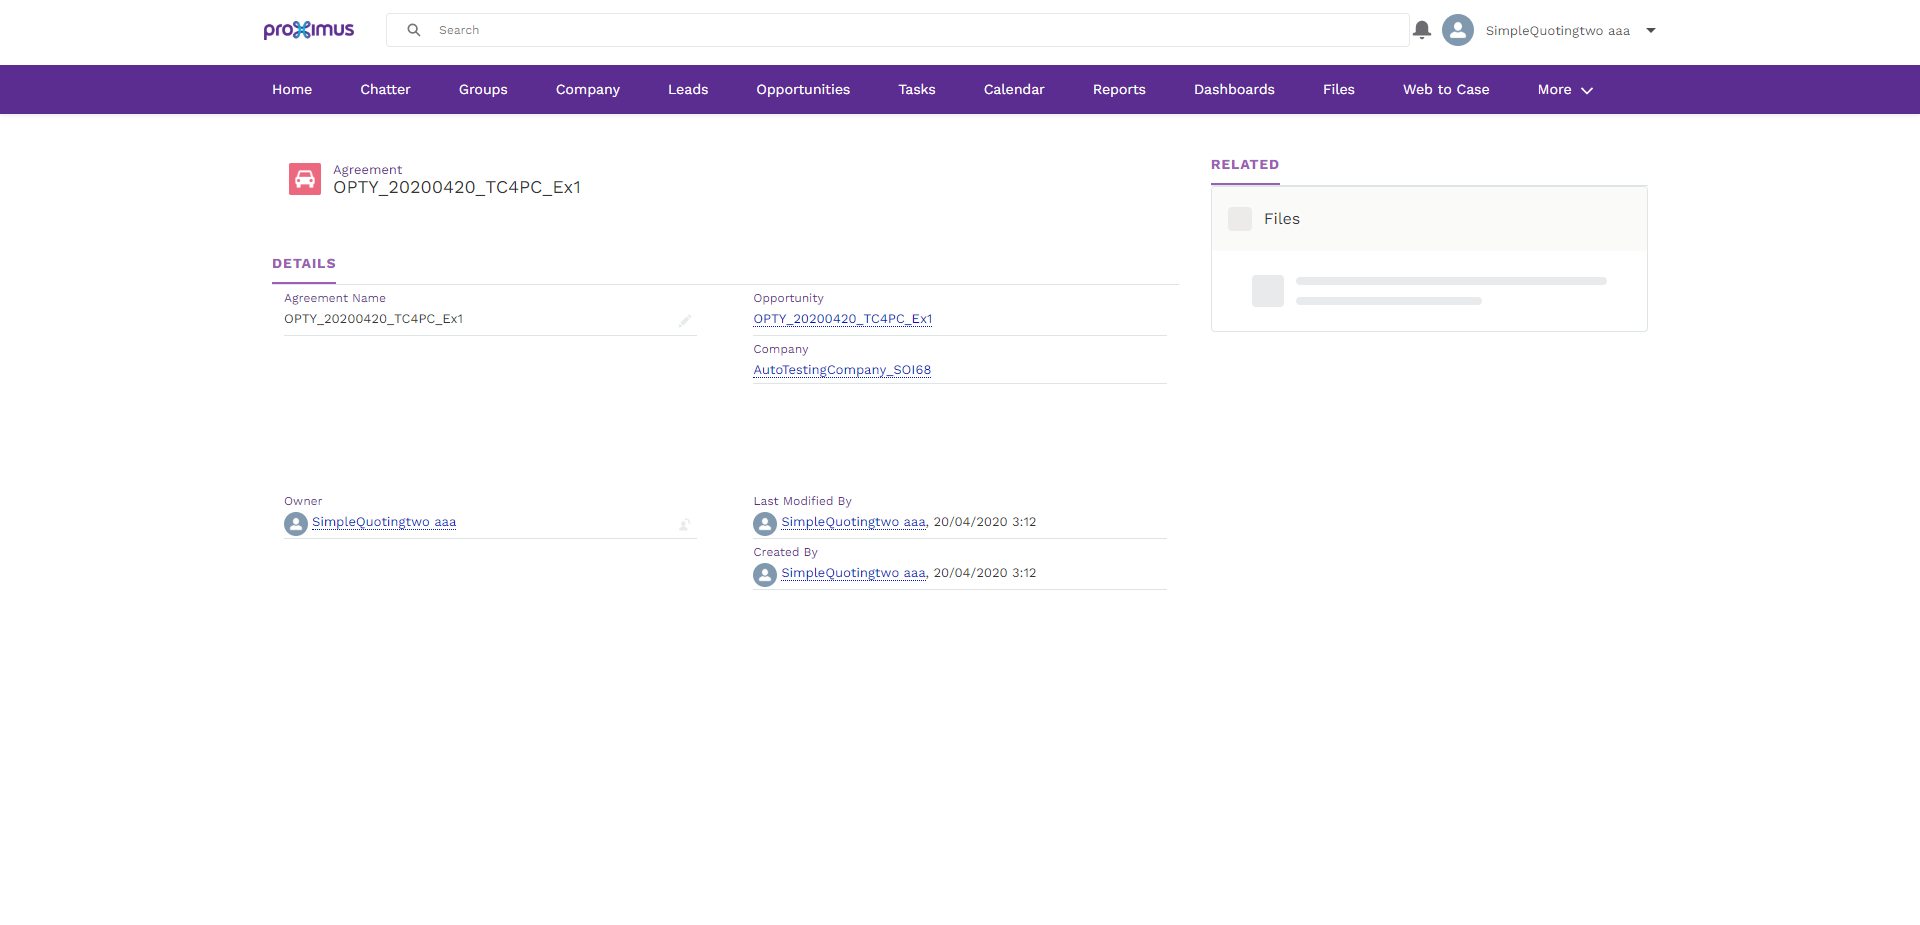 proximus
Search
SimpleQuotingtwo aaa
Home Chatter Groups Company Leads Opportunities Tasks Calendar Reports Dashboards Files Web to Case More
Agreement
OPTY_20200420_TC4PC_Ex1
RELATED
Files
DETAILS
Agreement Name
OPTY_20200420_TC4PC_Ex1
Opportunity
OPTY_20200420_TC4PC_Ex1
Company
AutoTestingCompany_SOI68
Owner
SimpleQuotingtwo aaa
Last Modified By
SimpleQuotingtwo aaa, 20/04/2020 3:12
Created By
SimpleQuotingtwo aaa, 20/04/2020 3:12